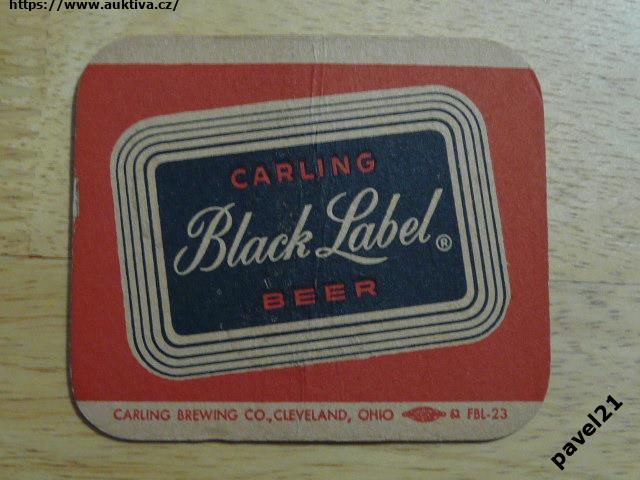 https://www.auktiva.cz/
CARLING
Black Label ®
BEER
CARLING BREWING CO., CLEVELAND, OHIO & FBL-23
pavel21